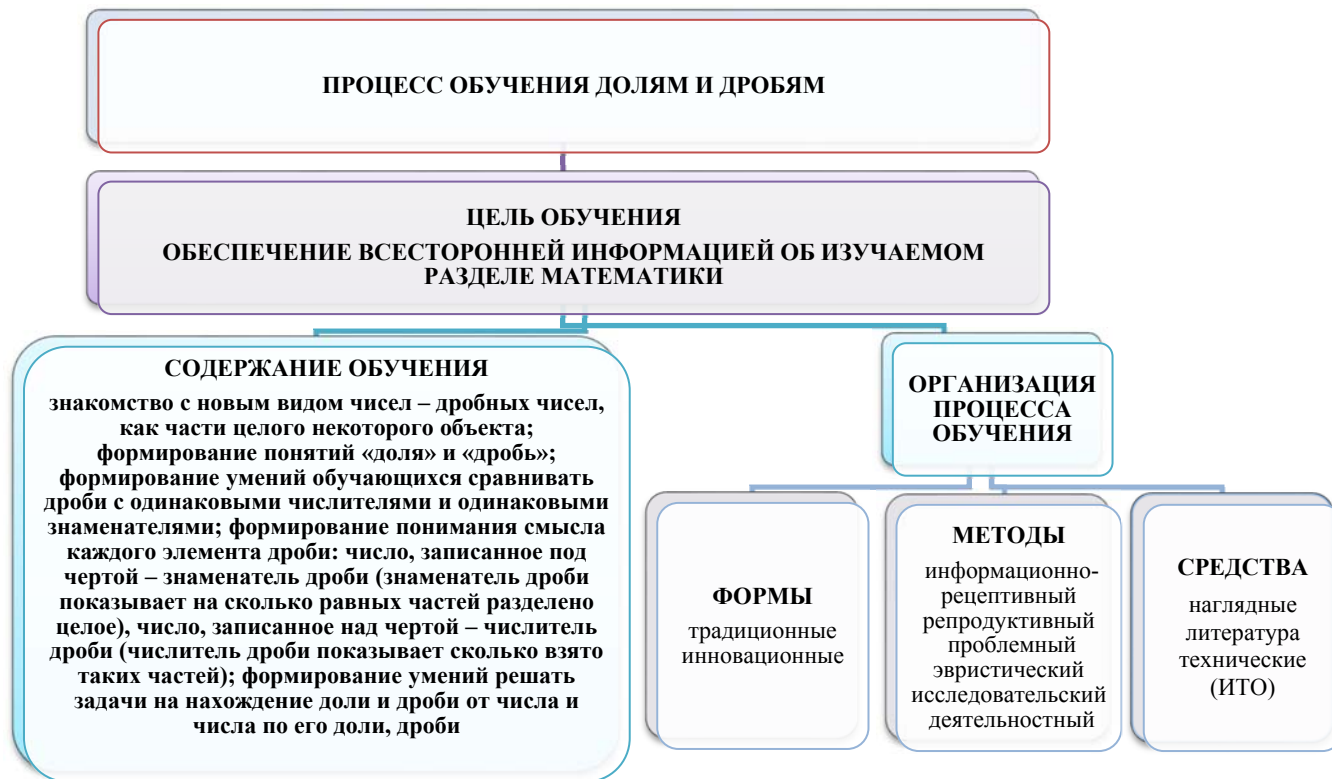 ПРОЦЕСС ОБУЧЕНИЯ ДОЛЯМ И ДРОБЯМ
ЦЕЛЬ ОБУЧЕНИЯ
ОБЕСПЕЧЕНИЕ ВСЕСТОРОННЕЙ ИНФОРМАЦИЕЙ ОБ ИЗУЧАЕМОМ
РАЗДЕЛЕ МАТЕМАТИКИ
СОДЕРЖАНИЕ ОБУЧЕНИЯ
знакомство с новым видом чисел – дробных чисел,
как части целого некоторого объекта;
формирование понятий «доля» и «дробь»;
формирование умений обучающихся сравнивать
дроби с одинаковыми числителями и одинаковыми
знаменателями; формирование понимания смысла
каждого элемента дроби: число, записанное под
чертой – знаменатель дроби (знаменатель дроби
показывает на сколько равных частей разделено
целое), число, записанное над чертой – числитель
дроби (числитель дроби показывает сколько взято
таких частей); формирование умений решать
задачи на нахождение доли и дроби от числа и
числа по его доли, дроби
ОРГАНИЗАЦИЯ
ПРОЦЕССА
ОБУЧЕНИЯ
ФОРМЫ
традиционные
инновационные
МЕТОДЫ
информационно-
рецептивный
репродуктивный
проблемный
эвристический
исследовательский
деятельностный
СРЕДСТВА
наглядные
литература
технические
(ИТО)